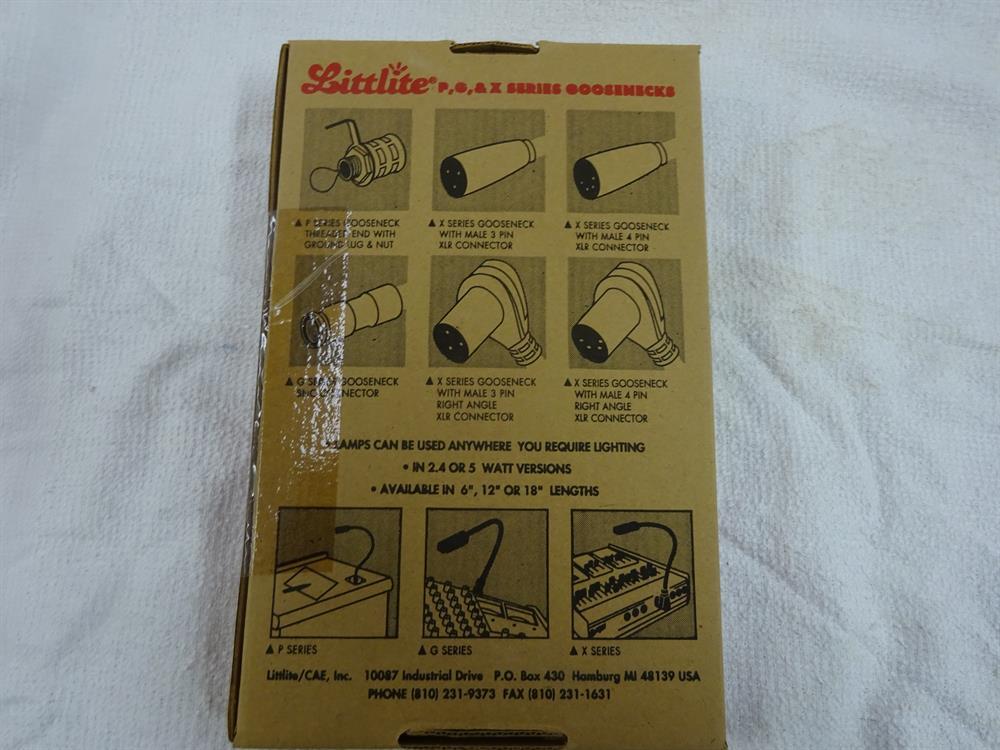 Littlite® P, G, & X SERIES GOOSENECKS
▲ P SERIES GOOSENECK
THREADED END WITH
GROUND LUG & NUT
▲ X SERIES GOOSENECK
WITH MALE 3 PIN
XLR CONNECTOR
▲ X SERIES GOOSENECK
WITH MALE 4 PIN
XLR CONNECTOR
▲ G SERIES GOOSENECK
CONNECTOR
▲ X SERIES GOOSENECK
WITH MALE 3 PIN
RIGHT ANGLE
XLR CONNECTOR
▲ X SERIES GOOSENECK
WITH MALE 4 PIN
RIGHT ANGLE
XLR CONNECTOR
• LAMPS CAN BE USED ANYWHERE YOU REQUIRE LIGHTING
• IN 2.4 OR 5 WATT VERSIONS
• AVAILABLE IN 6", 12" OR 18" LENGTHS
▲ P SERIES
▲ G SERIES
▲ X SERIES
Littlite/CAE, Inc. 10087 Industrial Drive P.O. Box 430 Hamburg MI 48139 USA
PHONE (810) 231-9373 FAX (810) 231-1631